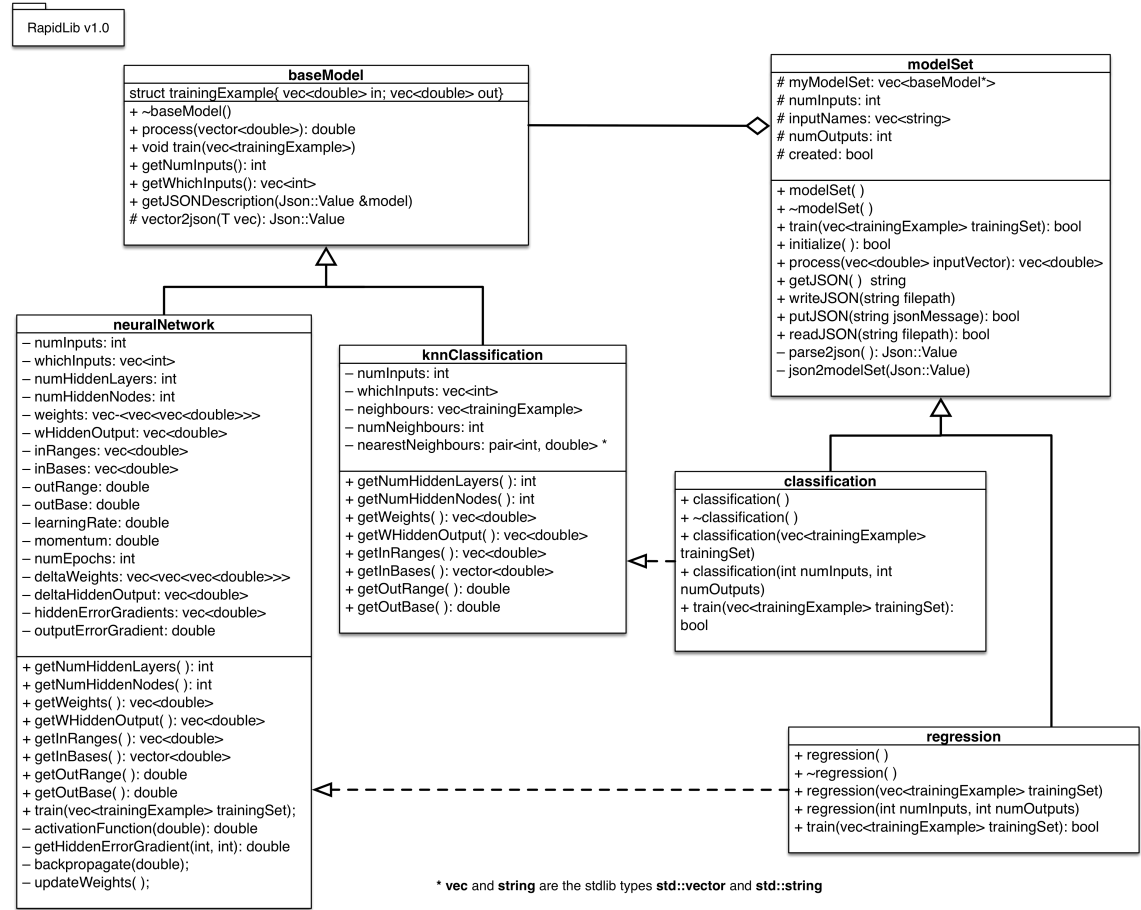 RapidLib v1.0
baseModel
struct trainingExample{ vec<double> in; vec<double> out}
+ ~baseModel()
+ process(vector<double>): double
+ void train(vec<trainingExample>)
+ getNumInputs(): int
+ getWhichInputs(): vec<int>
+ getJSONDescription(Json::Value &model)
# vector2json(T vec): Json::Value
modelSet
# myModelSet: vec<baseModel*>
# numInputs: int
# inputNames: vec<string>
# numOutputs: int
# created: bool
+ modelSet( )
+ ~modelSet( )
+ train(vec<trainingExample> trainingSet): bool
+ initialize( ): bool
+ process(vec<double> inputVector): vec<double>
+ getJSON( )  string
+ writeJSON(string filepath)
+ putJSON(string jsonMessage): bool
+ readJSON(string filepath): bool
– parse2json( ): Json::Value
– json2modelSet(Json::Value)
neuralNetwork
– numInputs: int
– whichInputs: vec<int>
– numHiddenLayers: int
– numHiddenNodes: int
– weights: vec-<vec<vec<double>>>
– wHiddenOutput: vec<double>
– inRanges: vec<double>
– inBases: vec<double>
– outRange: double
– outBase: double
– learningRate: double
– momentum: double
– numEpochs: int
– deltaWeights: vec<vec<vec<double>>>
– deltaHiddenOutput: vec<double>
– hiddenErrorGradients: vec<double>
– outputErrorGradient: double
+ getNumHiddenLayers( ): int
+ getNumHiddenNodes( ): int
+ getWeights( ): vec<double>
+ getWHiddenOutput( ): vec<double>
+ getInRanges( ): vec<double>
+ getInBases( ): vector<double>
+ getOutRange( ): double
+ getOutBase( ): double
+ train(vec<trainingExample> trainingSet);
– activationFunction(double): double
– getHiddenErrorGradient(int, int): double
– backpropagate(double);
– updateWeights( );
knnClassification
– numInputs: int
– whichInputs: vec<int>
– neighbours: vec<trainingExample>
– numNeighbours: int
– nearestNeighbours: pair<int, double> *
+ getNumHiddenLayers( ): int
+ getNumHiddenNodes( ): int
+ getWeights( ): vec<double>
+ getWHiddenOutput( ): vec<double>
+ getInRanges( ): vec<double>
+ getInBases( ): vector<double>
+ getOutRange( ): double
+ getOutBase( ): double
classification
+ classification( )
+ ~classification( )
+ classification(vec<trainingExample>
trainingSet)
+ classification(int numInputs, int
numOutputs)
+ train(vec<trainingExample> trainingSet):
bool
regression
+ regression( )
+ ~regression( )
+ regression(vec<trainingExample> trainingSet)
+ regression(int numInputs, int numOutputs)
+ train(vec<trainingExample> trainingSet): bool
* vec and string are the stdlib types std::vector and std::string